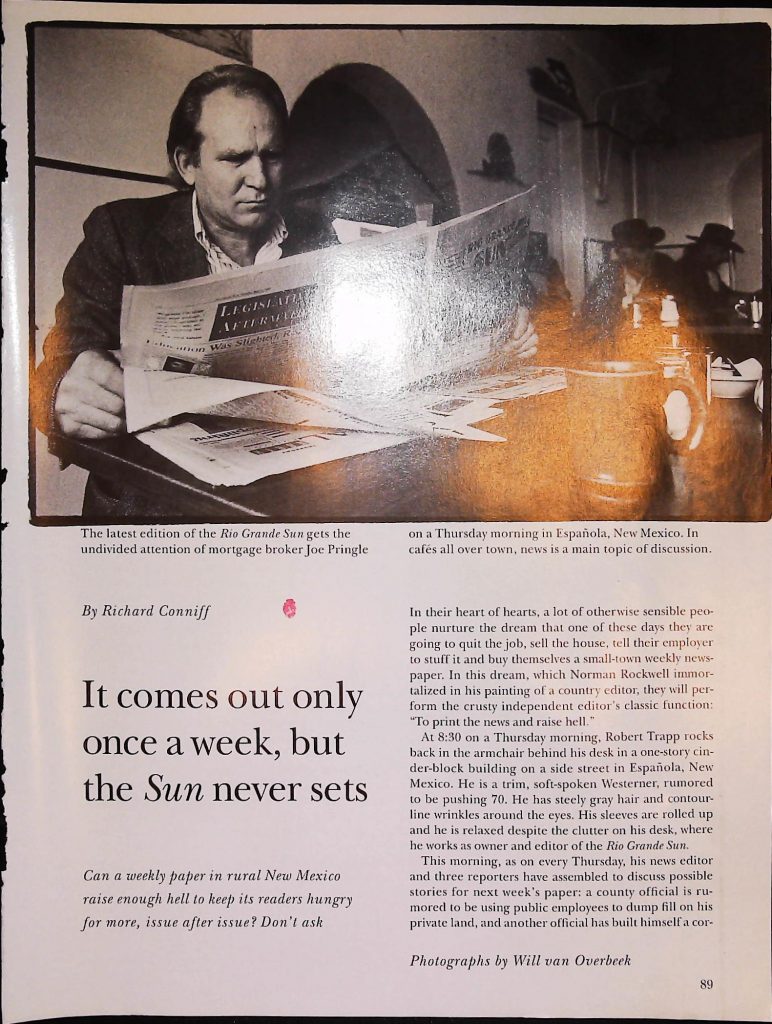 LEGISLATI
AFTERMA
Education Was Slighted
RIO GRANDE
SUN
The latest edition of the Rio Grande Sun gets the
undivided attention of mortgage broker Joe Pringle
on a Thursday morning in Española, New Mexico. In
cafés all over town, news is a main topic of discussion.
By Richard Conniff
It comes out only
once a week, but
the Sun never sets
Can a weekly paper in rural New Mexico
raise enough hell to keep its readers hungry
for more, issue after issue? Don't ask
In their heart of hearts, a lot of otherwise sensible peo-
ple nurture the dream that one of these days they are
going to quit the job, sell the house, tell their employer
to stuff it and buy themselves a small-town weekly news-
paper. In this dream, which Norman Rockwell immor-
talized in his painting of a country editor, they will per-
form the crusty independent editor's classic function:
"To print the news and raise hell."
At 8:30 on a Thursday morning, Robert Trapp rocks
back in the armchair behind his desk in a one-story cin-
der-block building on a side street in Española, New
Mexico. He is a trim, soft-spoken Westerner, rumored
to be pushing 70. He has steely gray hair and contour-
line wrinkles around the eyes. His sleeves are rolled up
and he is relaxed despite the clutter on his desk, where
he works as owner and editor of the Rio Grande Sun.
This morning, as on every Thursday, his news editor
and three reporters have assembled to discuss possible
stories for next week's paper: a county official is ru-
mored to be using public employees to dump fill on his
private land, and another official has built himself a cor-
Photographs by Will van Overbeek
89